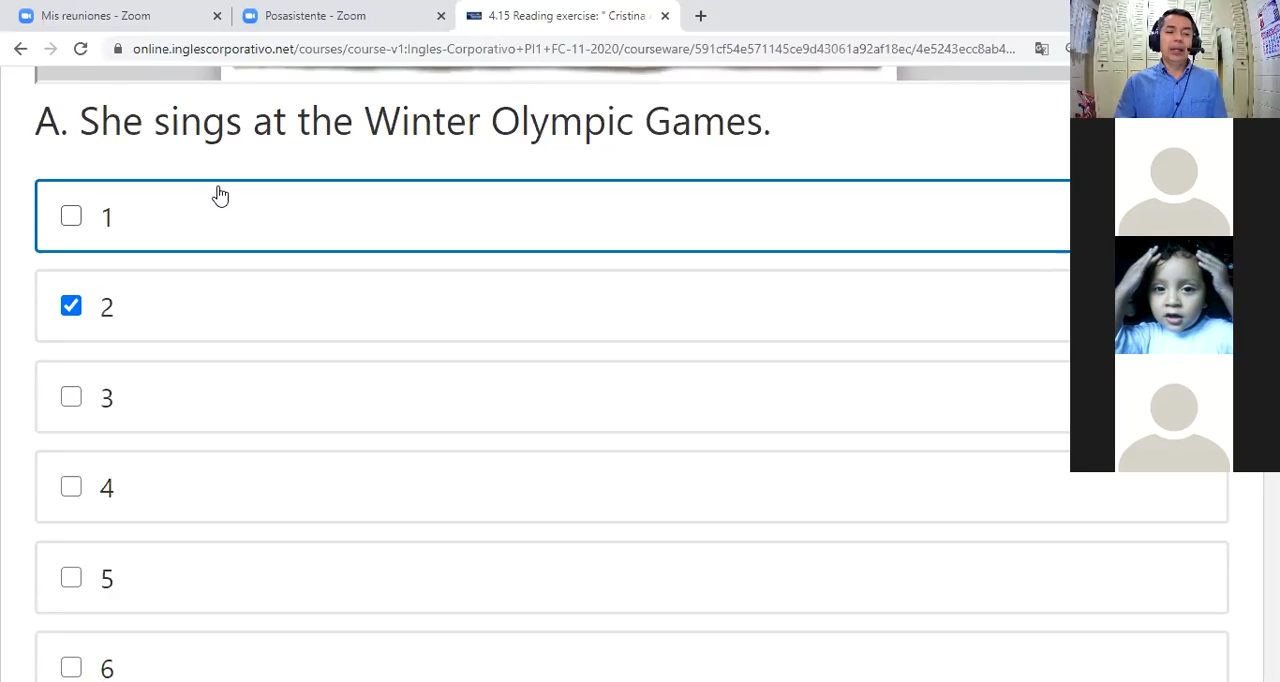 Mis reuniones - Zoom
Posasistente - Zoom
4.15 Reading exercise: " Cristina
online.inglescorporativo.net/courses/course-v1:Ingles-Corporativo+PI1+FC-11-2020/courseware/591cf54e571145ce9d43061a92af18ec/4e5243ecc8ab4...
A. She sings at the Winter Olympic Games.
1
2
3
4
5
6